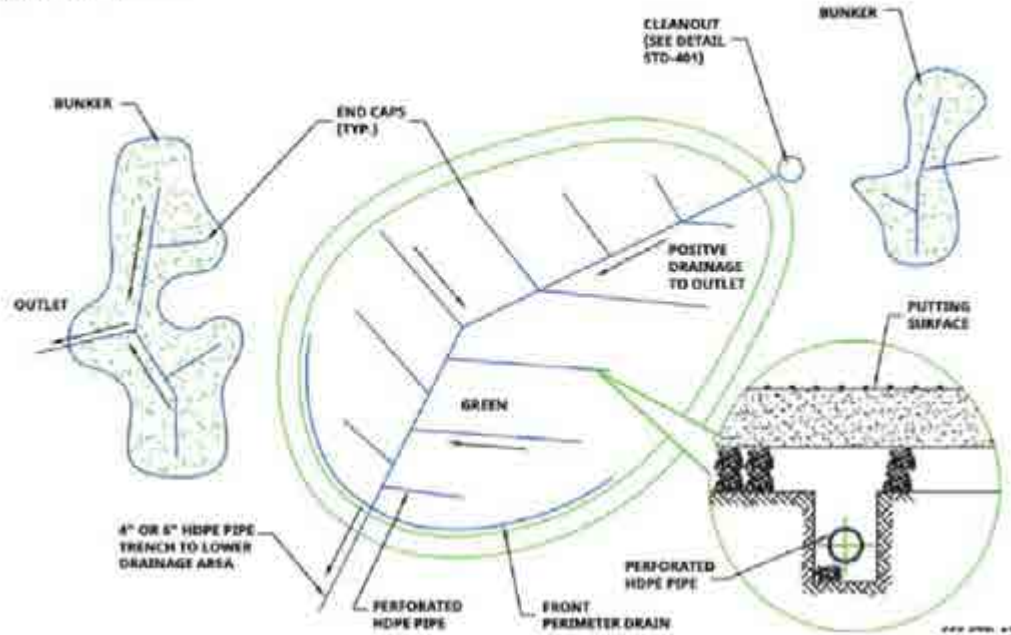 CLEANOUT
(SEE DETAIL
STD-401)
BUNKER
BUNKER
END CAPS
(TYP.)
POSITVE
DRAINAGE
TO OUTLET
OUTLET
PUTTING
SURFACE
GREEN
4" OR 6" HDPE PIPE
TRENCH TO LOWER
DRAINAGE AREA
PERFORATED
HDPE PIPE
PERFORATED
HDPE PIPE
FRONT
PERIMETER DRAIN